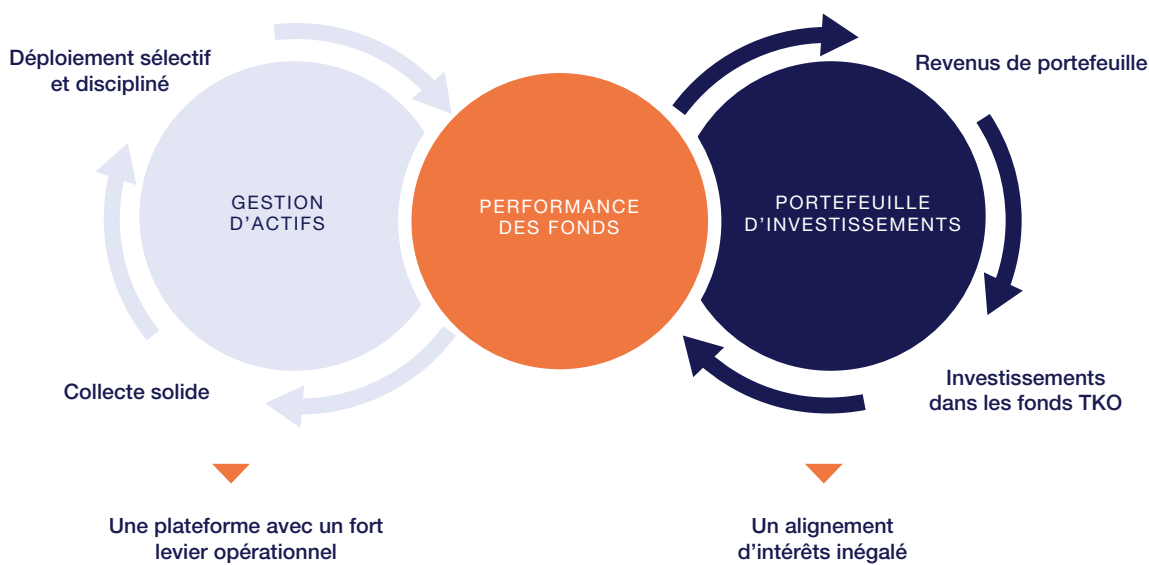 Déploiement sélectif
et discipliné
Revenus de portefeuille
GESTION
D’ACTIFS
PERFORMANCE
DES FONDS
PORTEFEUILLE
D’INVESTISSEMENTS
Collecte solide
Investissements
dans les fonds TKO
Une plateforme avec un fort
levier opérationnel
Un alignement
d’intérêts inégalé